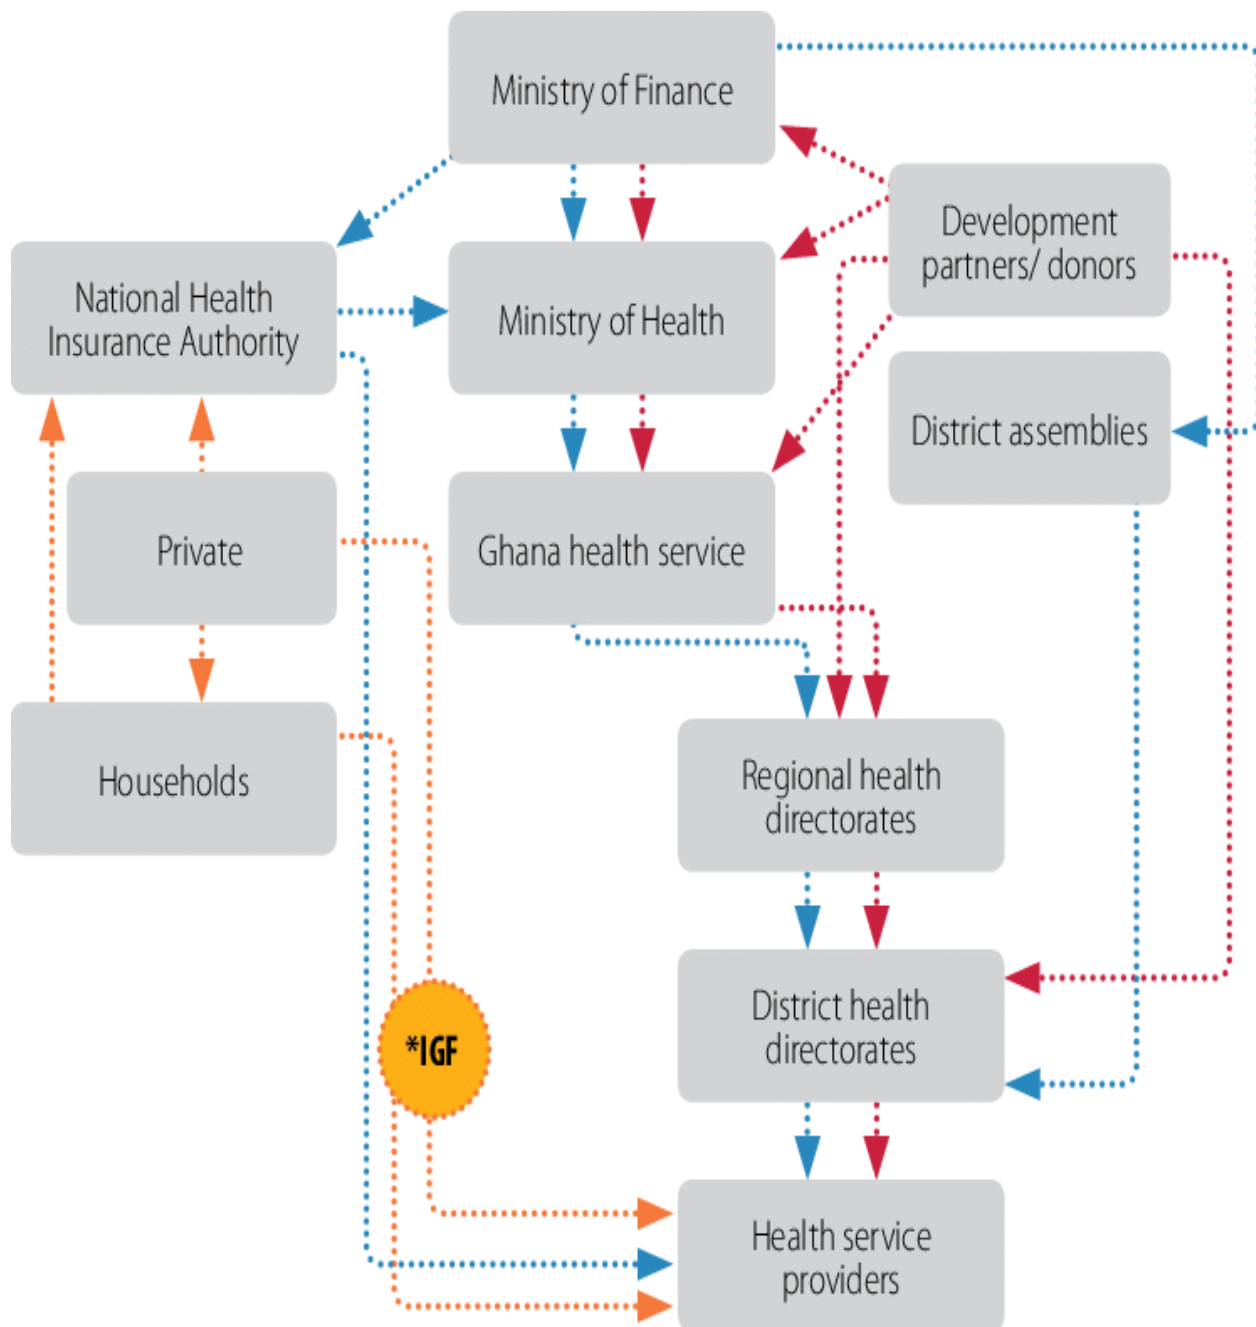 Ministry of Finance
Development
partners/ donors
National Health
Insurance Authority
Ministry of Health
District assemblies
Private
Ghana health service
Households
Regional health
directorates
District health
directorates
*IGF
Health service
providers